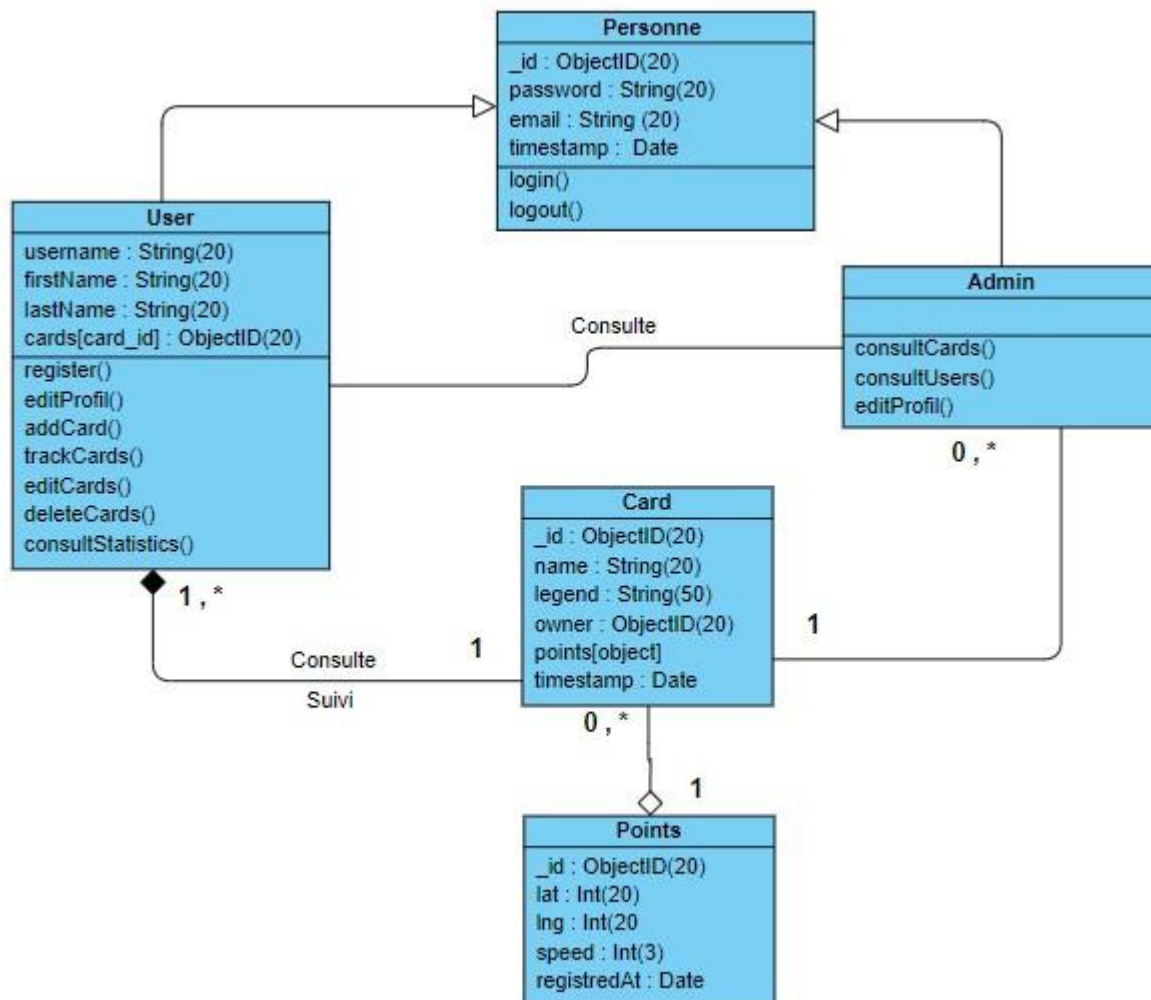 Personne
_id : ObjectID(20)
password : String(20)
email : String (20)
timestamp : Date
login()
logout()
User
username : String(20)
firstName : String(20)
lastName : String(20)
cards[card_id] : ObjectID(20)
register()
editProfil()
addCard()
trackCards()
editCards()
deleteCards()
consultStatistics()
Consulte
Admin
consultCards()
consultUsers()
editProfil()
0 , *
Card
_id : ObjectID(20)
name : String(20)
legend : String(50)
owner : ObjectID(20)
points[object]
timestamp : Date
1 , *
Consulte
Suivi
1
1
0 , *
1
Points
_id : ObjectID(20)
lat : Int(20)
lng : Int(20
speed : Int(3)
registredAt : Date